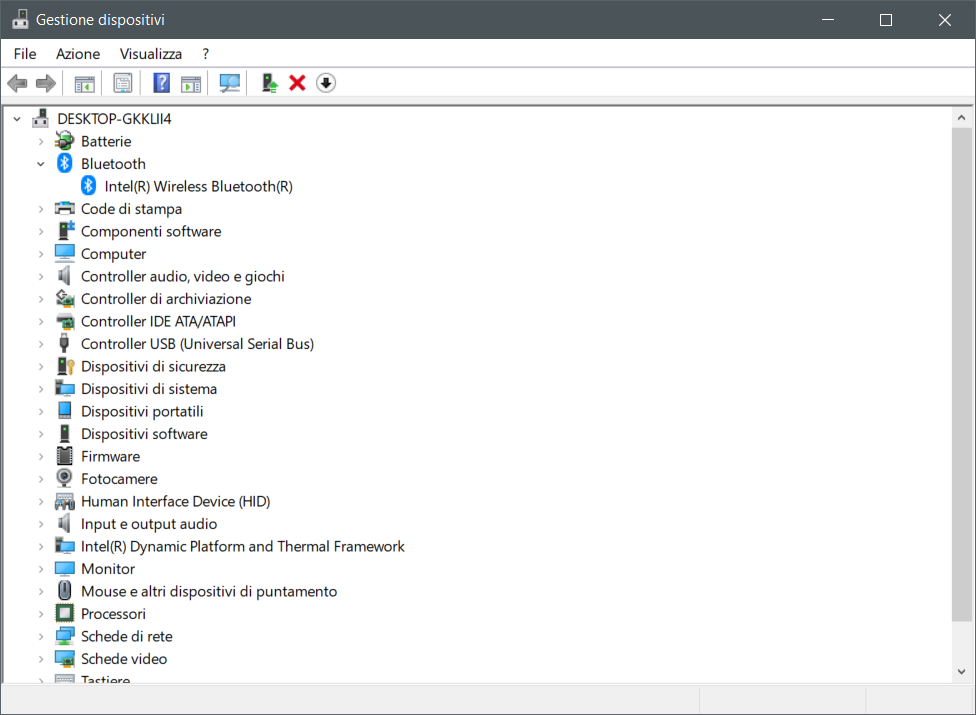 Gestione dispositivi
File Azione Visualizza ?
DESKTOP-GKKLII4
Batterie
Bluetooth
Intel(R) Wireless Bluetooth(R)
Code di stampa
Componenti software
Computer
Controller audio, video e giochi
Controller di archiviazione
Controller IDE ATA/ATAPI
Controller USB (Universal Serial Bus)
Dispositivi di sicurezza
Dispositivi di sistema
Dispositivi portatili
Dispositivi software
Firmware
Fotocamere
Human Interface Device (HID)
Input e output audio
Intel(R) Dynamic Platform and Thermal Framework
Monitor
Mouse e altri dispositivi di puntamento
Processori
Schede di rete
Schede video
Tastiere